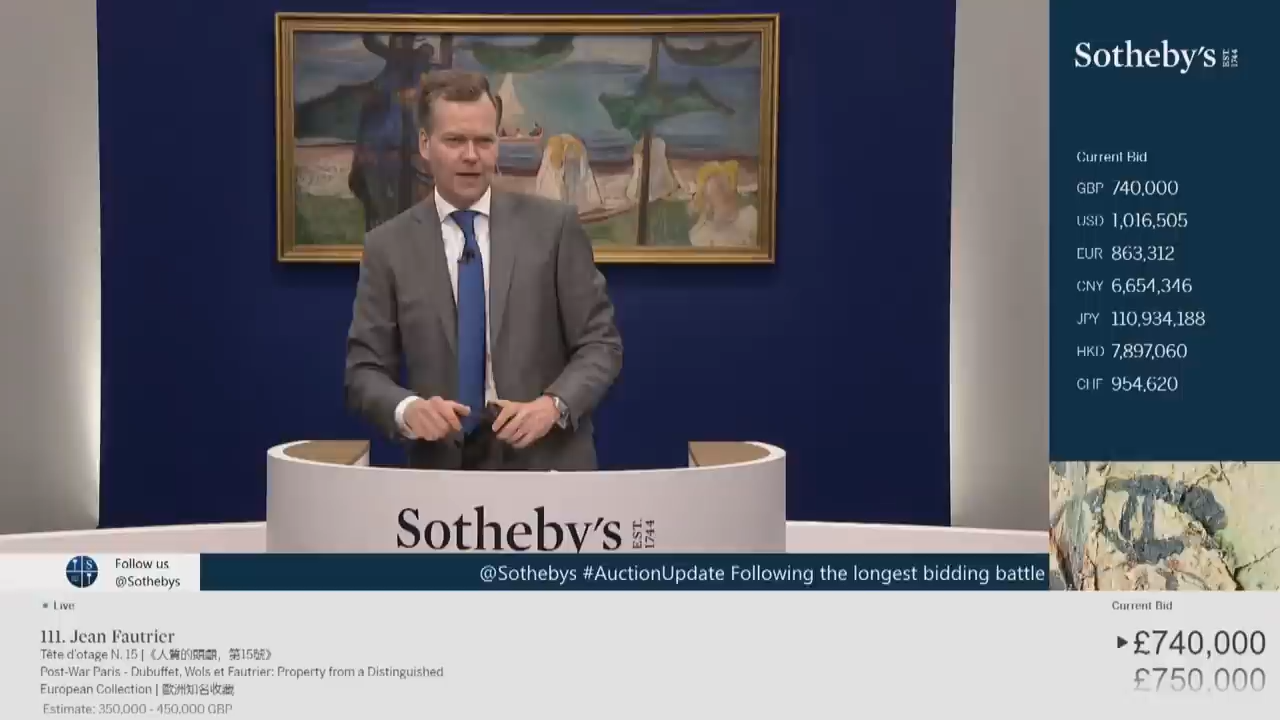 Sotheby's EST. 1744
Current Bid
GBP 740,000
USD 1,016,505
EUR 863,312
CNY 6,654,346
JPY 110,934,188
HKD 7,897,060
CHF 954,620
Sotheby's EST. 1744
Follow us
@Sothebys
@Sothebys #AuctionUpdate Following the longest bidding battle
Live
111. Jean Fautrier
Tête d'otage N. 15 | 《人質的頭顱，第15號》
Post-War Paris - Dubuffet, Wols et Fautrier: Property from a Distinguished
European Collection | 歐洲知名收藏
Estimate: 350,000 - 450,000 GBP
Current Bid
£740,000
£750,000